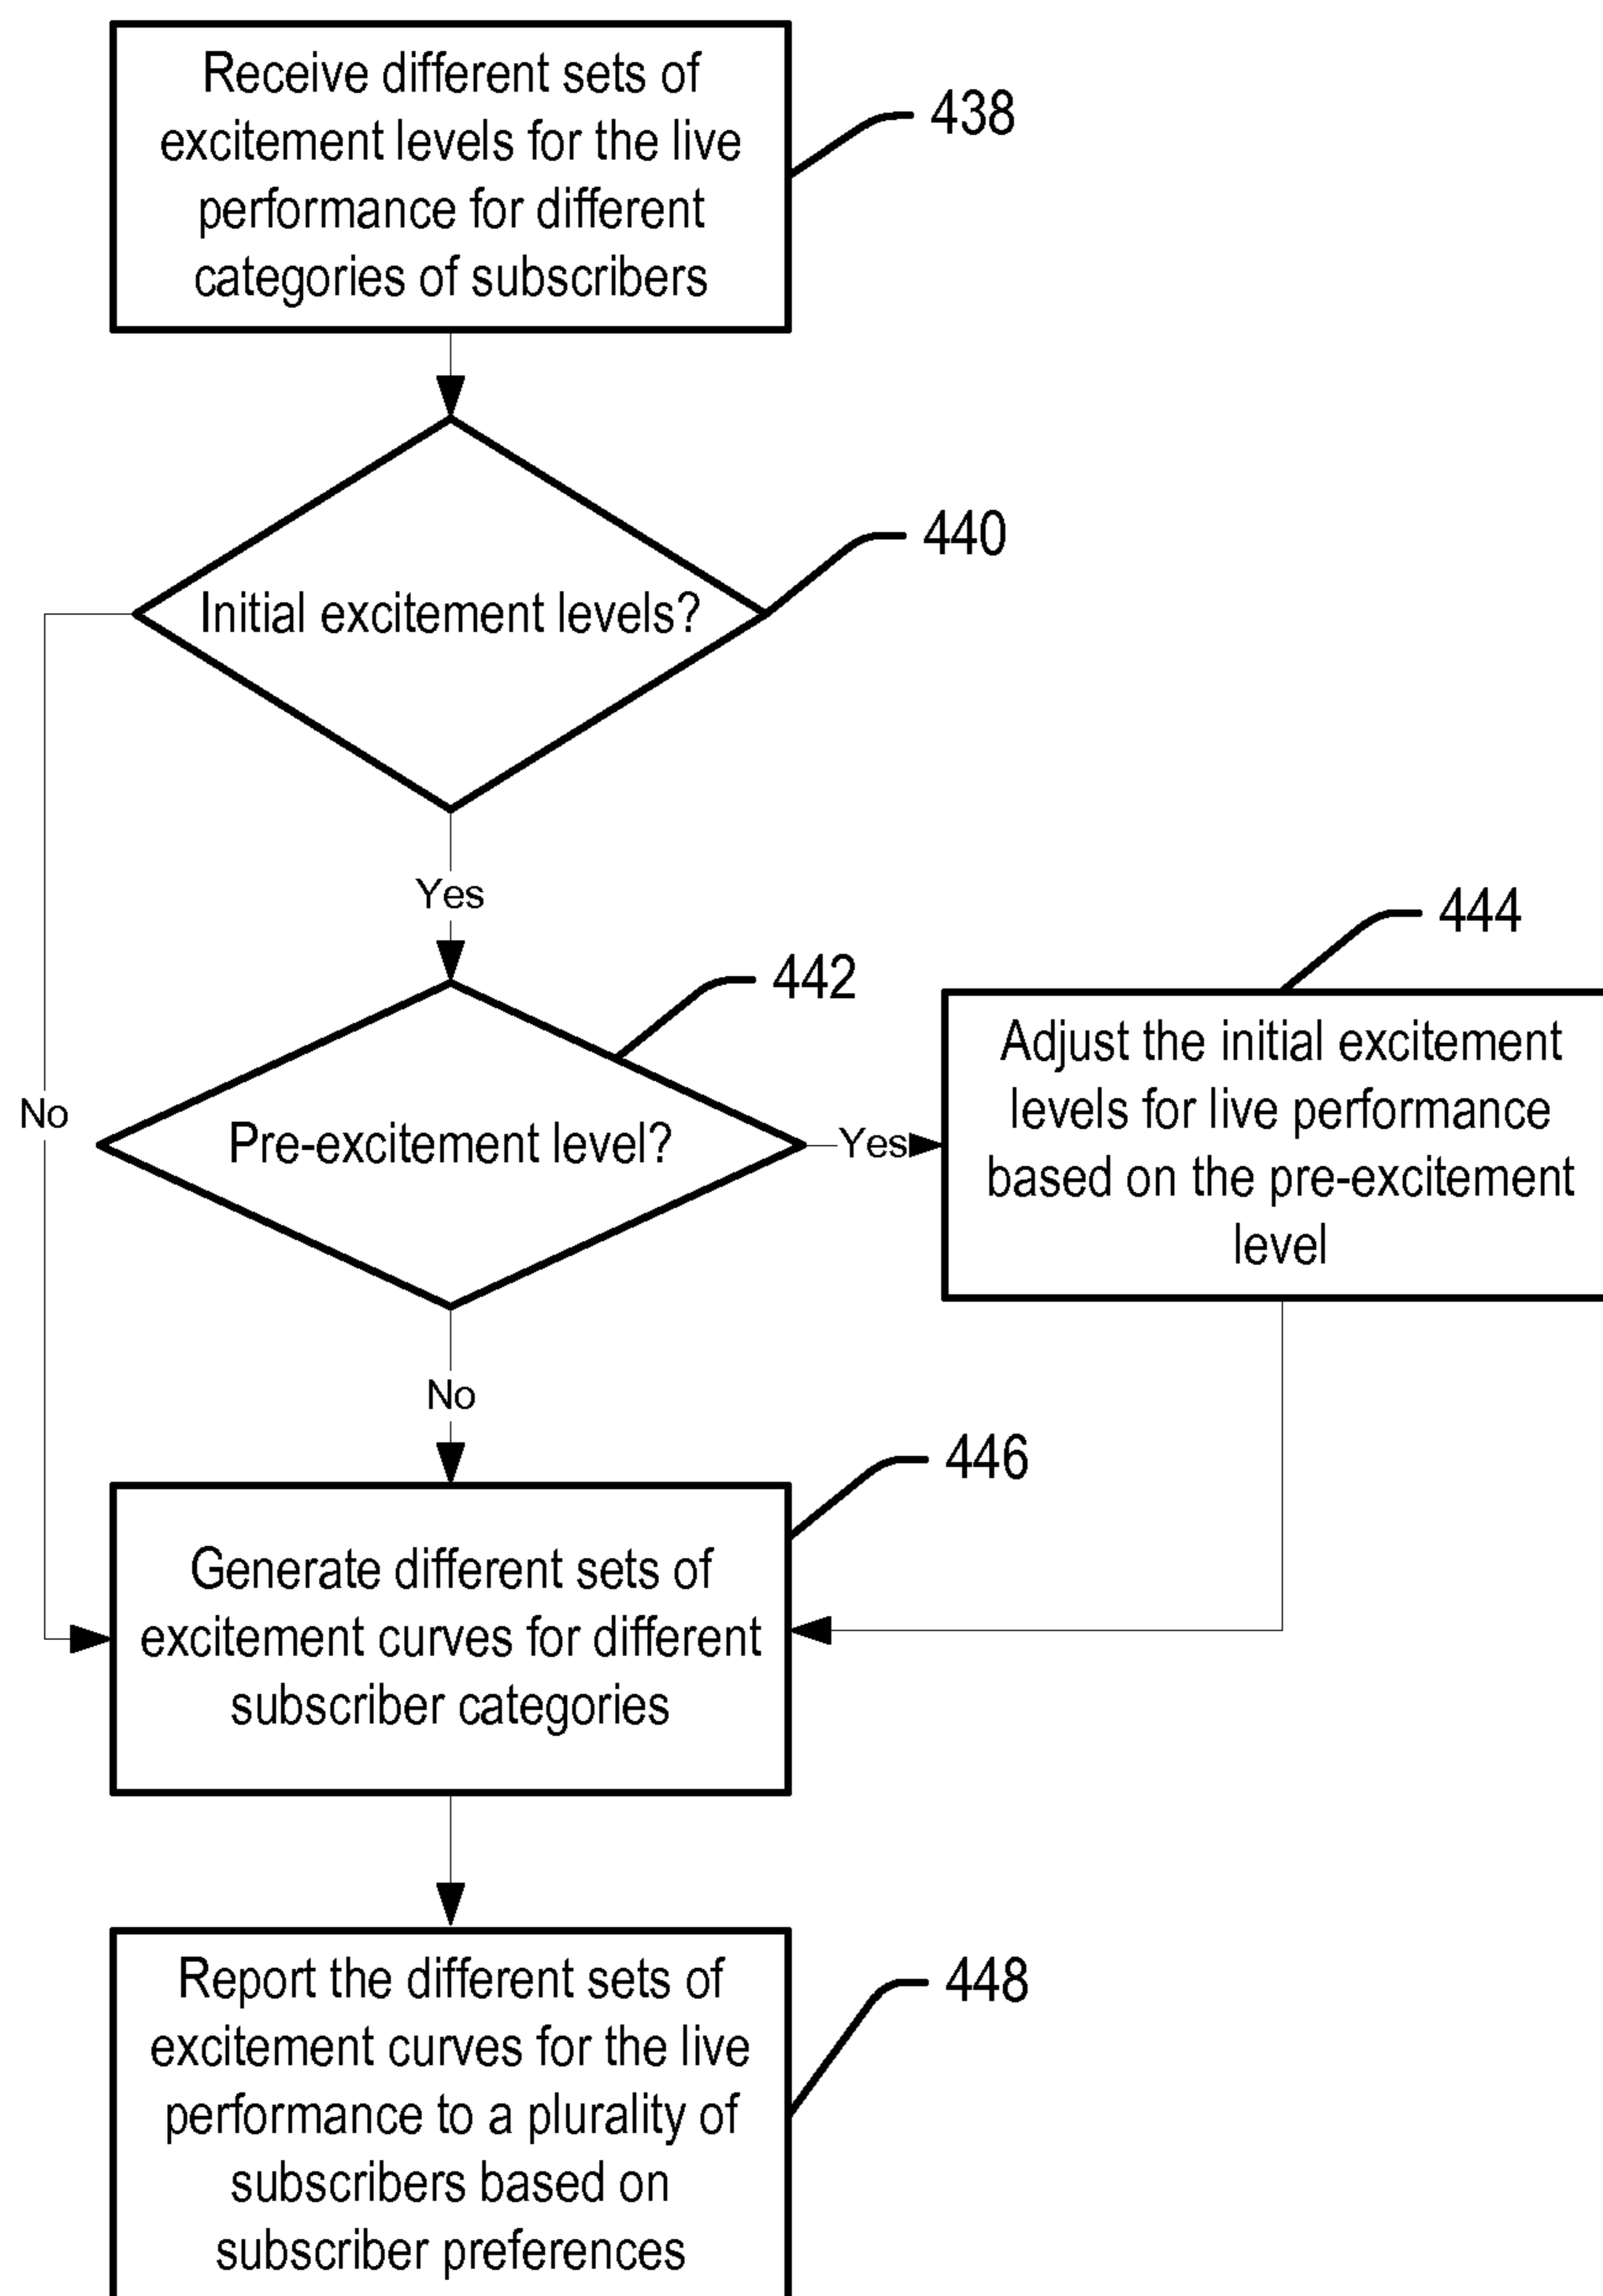 Receive different sets of
excitement levels for the live
performance for different
categories of subscribers
438
Initial excitement levels?
440
Yes
No
Pre-excitement level?
442
Yes
444
Adjust the initial excitement
levels for live performance
based on the pre-excitement
level
No
446
Generate different sets of
excitement curves for different
subscriber categories
Report the different sets of
excitement curves for the live
performance to a plurality of
subscribers based on
subscriber preferences
448